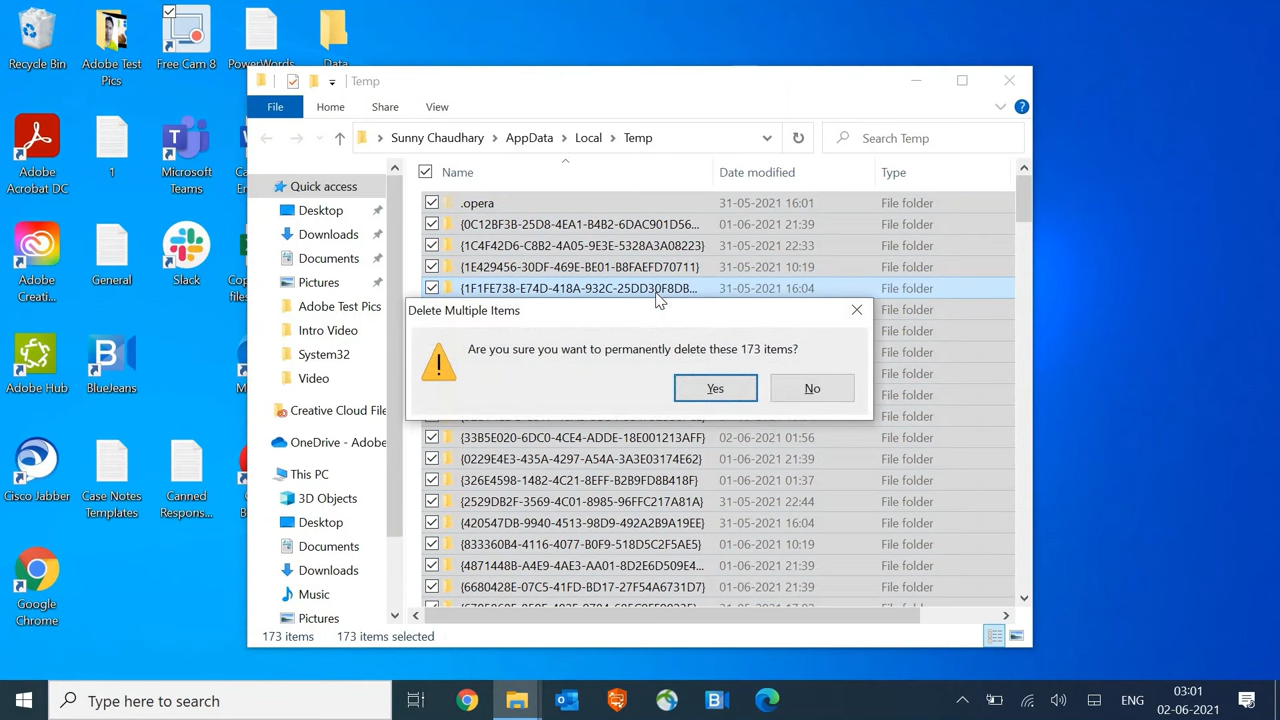 Recycle Bin
Adobe Test
Pics
Free Cam 8
PowerWords
Data
Adobe
Acrobat DC
1
Microsoft
Teams
Adobe
Creati...
General
Slack
Adobe Hub
BlueJeans
Cisco Jabber
Case Notes
Templates
Canned
Respons...
Google
Chrome
Temp
File
Home
Share
View
Sunny Chaudhary
AppData
Local
Temp
Search Temp
Quick access
Desktop
Downloads
Documents
Pictures
Adobe Test Pics
Intro Video
System32
Video
Creative Cloud File
OneDrive - Adobe
This PC
3D Objects
Desktop
Documents
Downloads
Music
Pictures
Name Date modified Type
.opera 31-05-2021 16:01 File folder
{0C12BF3B-25D8-4EA1-B4B2-6DAC901D56... 01-06-2021 21:39 File folder
{1C4F42D6-C8B2-4A05-9E3E-5328A3A08223} 31-05-2021 22:33 File folder
{1E429456-30DF-469E-BE01-B8FAEFD70711} 31-05-2021 10:19 File folder
{1F1FE738-E74D-418A-932C-25DD30F8DB... 31-05-2021 16:04 File folder
Delete Multiple Items
Are you sure you want to permanently delete these 173 items?
Yes
No
File folder
File folder
File folder
File folder
{33B5E020-6DC0-4CE4-ADDE-18E001213AFF} 02-06-2021 01:56 File folder
{0229E4E3-435A-4297-A54A-3A3E03174E62} 01-06-2021 21:39 File folder
{326E4598-1482-4C21-8EFF-B2B9FD8B418F} 01-06-2021 01:37 File folder
{2529DB2F-3569-4C01-8985-96FFC217A81A} 31-05-2021 22:44 File folder
{420547DB-9940-4513-98D9-492A2B9A19EE} 31-05-2021 16:04 File folder
{833360B4-4116-4077-B0F9-518D5C2F5AE5} 01-06-2021 10:19 File folder
{4871448B-A4E9-4AE3-AA01-8D4E6D509E4... 01-06-2021 21:39 File folder
{6680428E-07C5-41FD-BD17-27F54A6731D7} 01-06-2021 21:39 File folder
173 items 173 items selected
Type here to search
ENG
03:01
02-06-2021